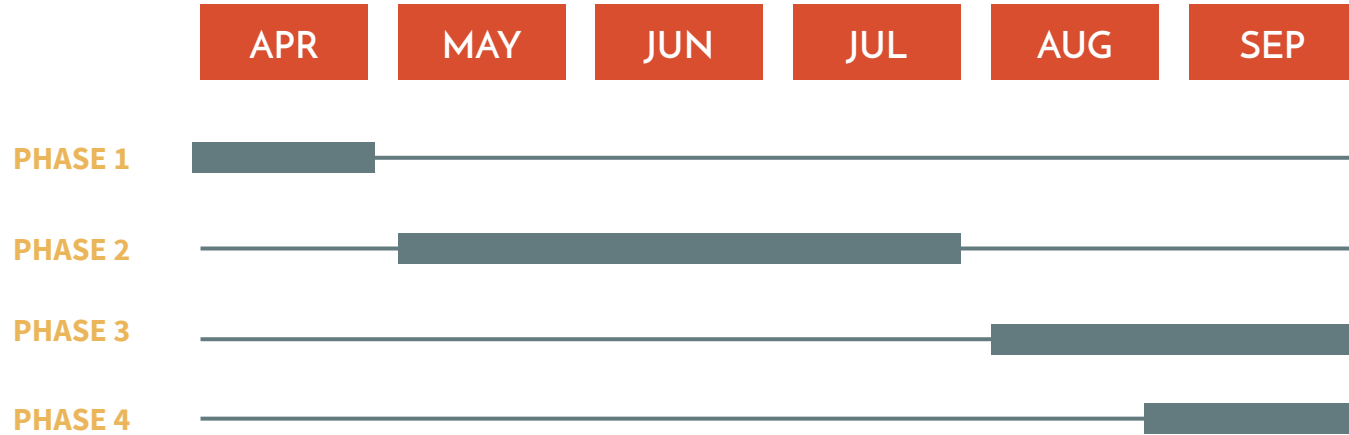 APR MAY JUN JUL AUG SEP
PHASE 1
PHASE 2
PHASE 3
PHASE 4